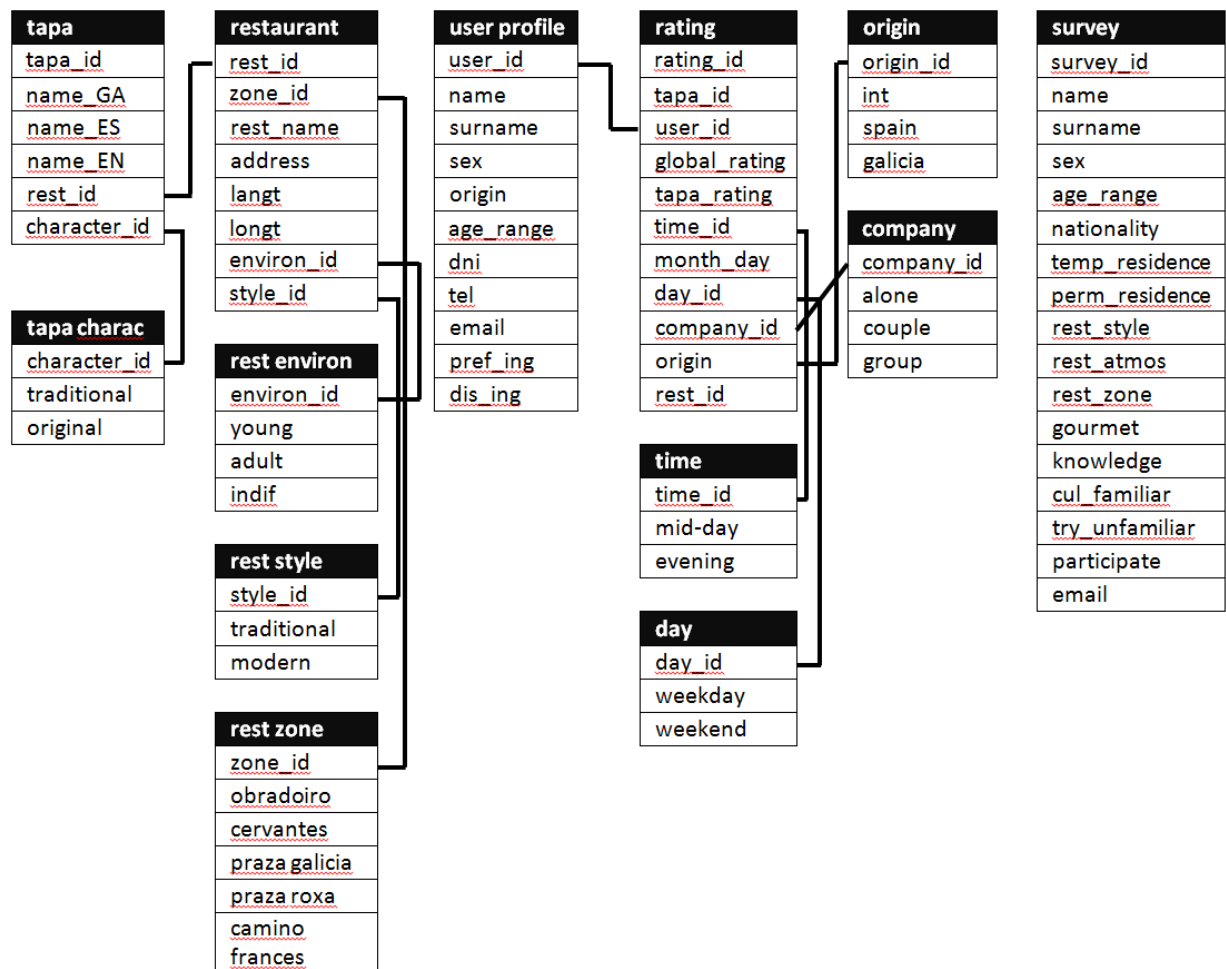 tapa
tapa_id
name_GA
name_ES
name_EN
rest_id
character_id
tapa charac
character_id
traditional
original
restaurant
rest_id
zone_id
rest_name
address
langt
longt
environ_id
style_id
rest environ
environ_id
young
adult
indif
rest style
style_id
traditional
modern
rest zone
zone_id
obradoiro
cervantes
praza galicia
praza roxa
camino
frances
user profile
user_id
name
surname
sex
origin
age_range
dni
tel
email
pref_ing
dis_ing
rating
rating_id
tapa_id
user_id
global_rating
tapa_rating
time_id
month_day
day_id
company_id
origin
rest_id
time
time_id
mid-day
evening
day
day_id
weekday
weekend
origin
origin_id
int
spain
galicia
company
company_id
alone
couple
group
survey
survey_id
name
surname
sex
age_range
nationality
temp_residence
perm_residence
rest_style
rest_atmos
rest_zone
gourmet
knowledge
cul_familiar
try_unfamiliar
participate
email